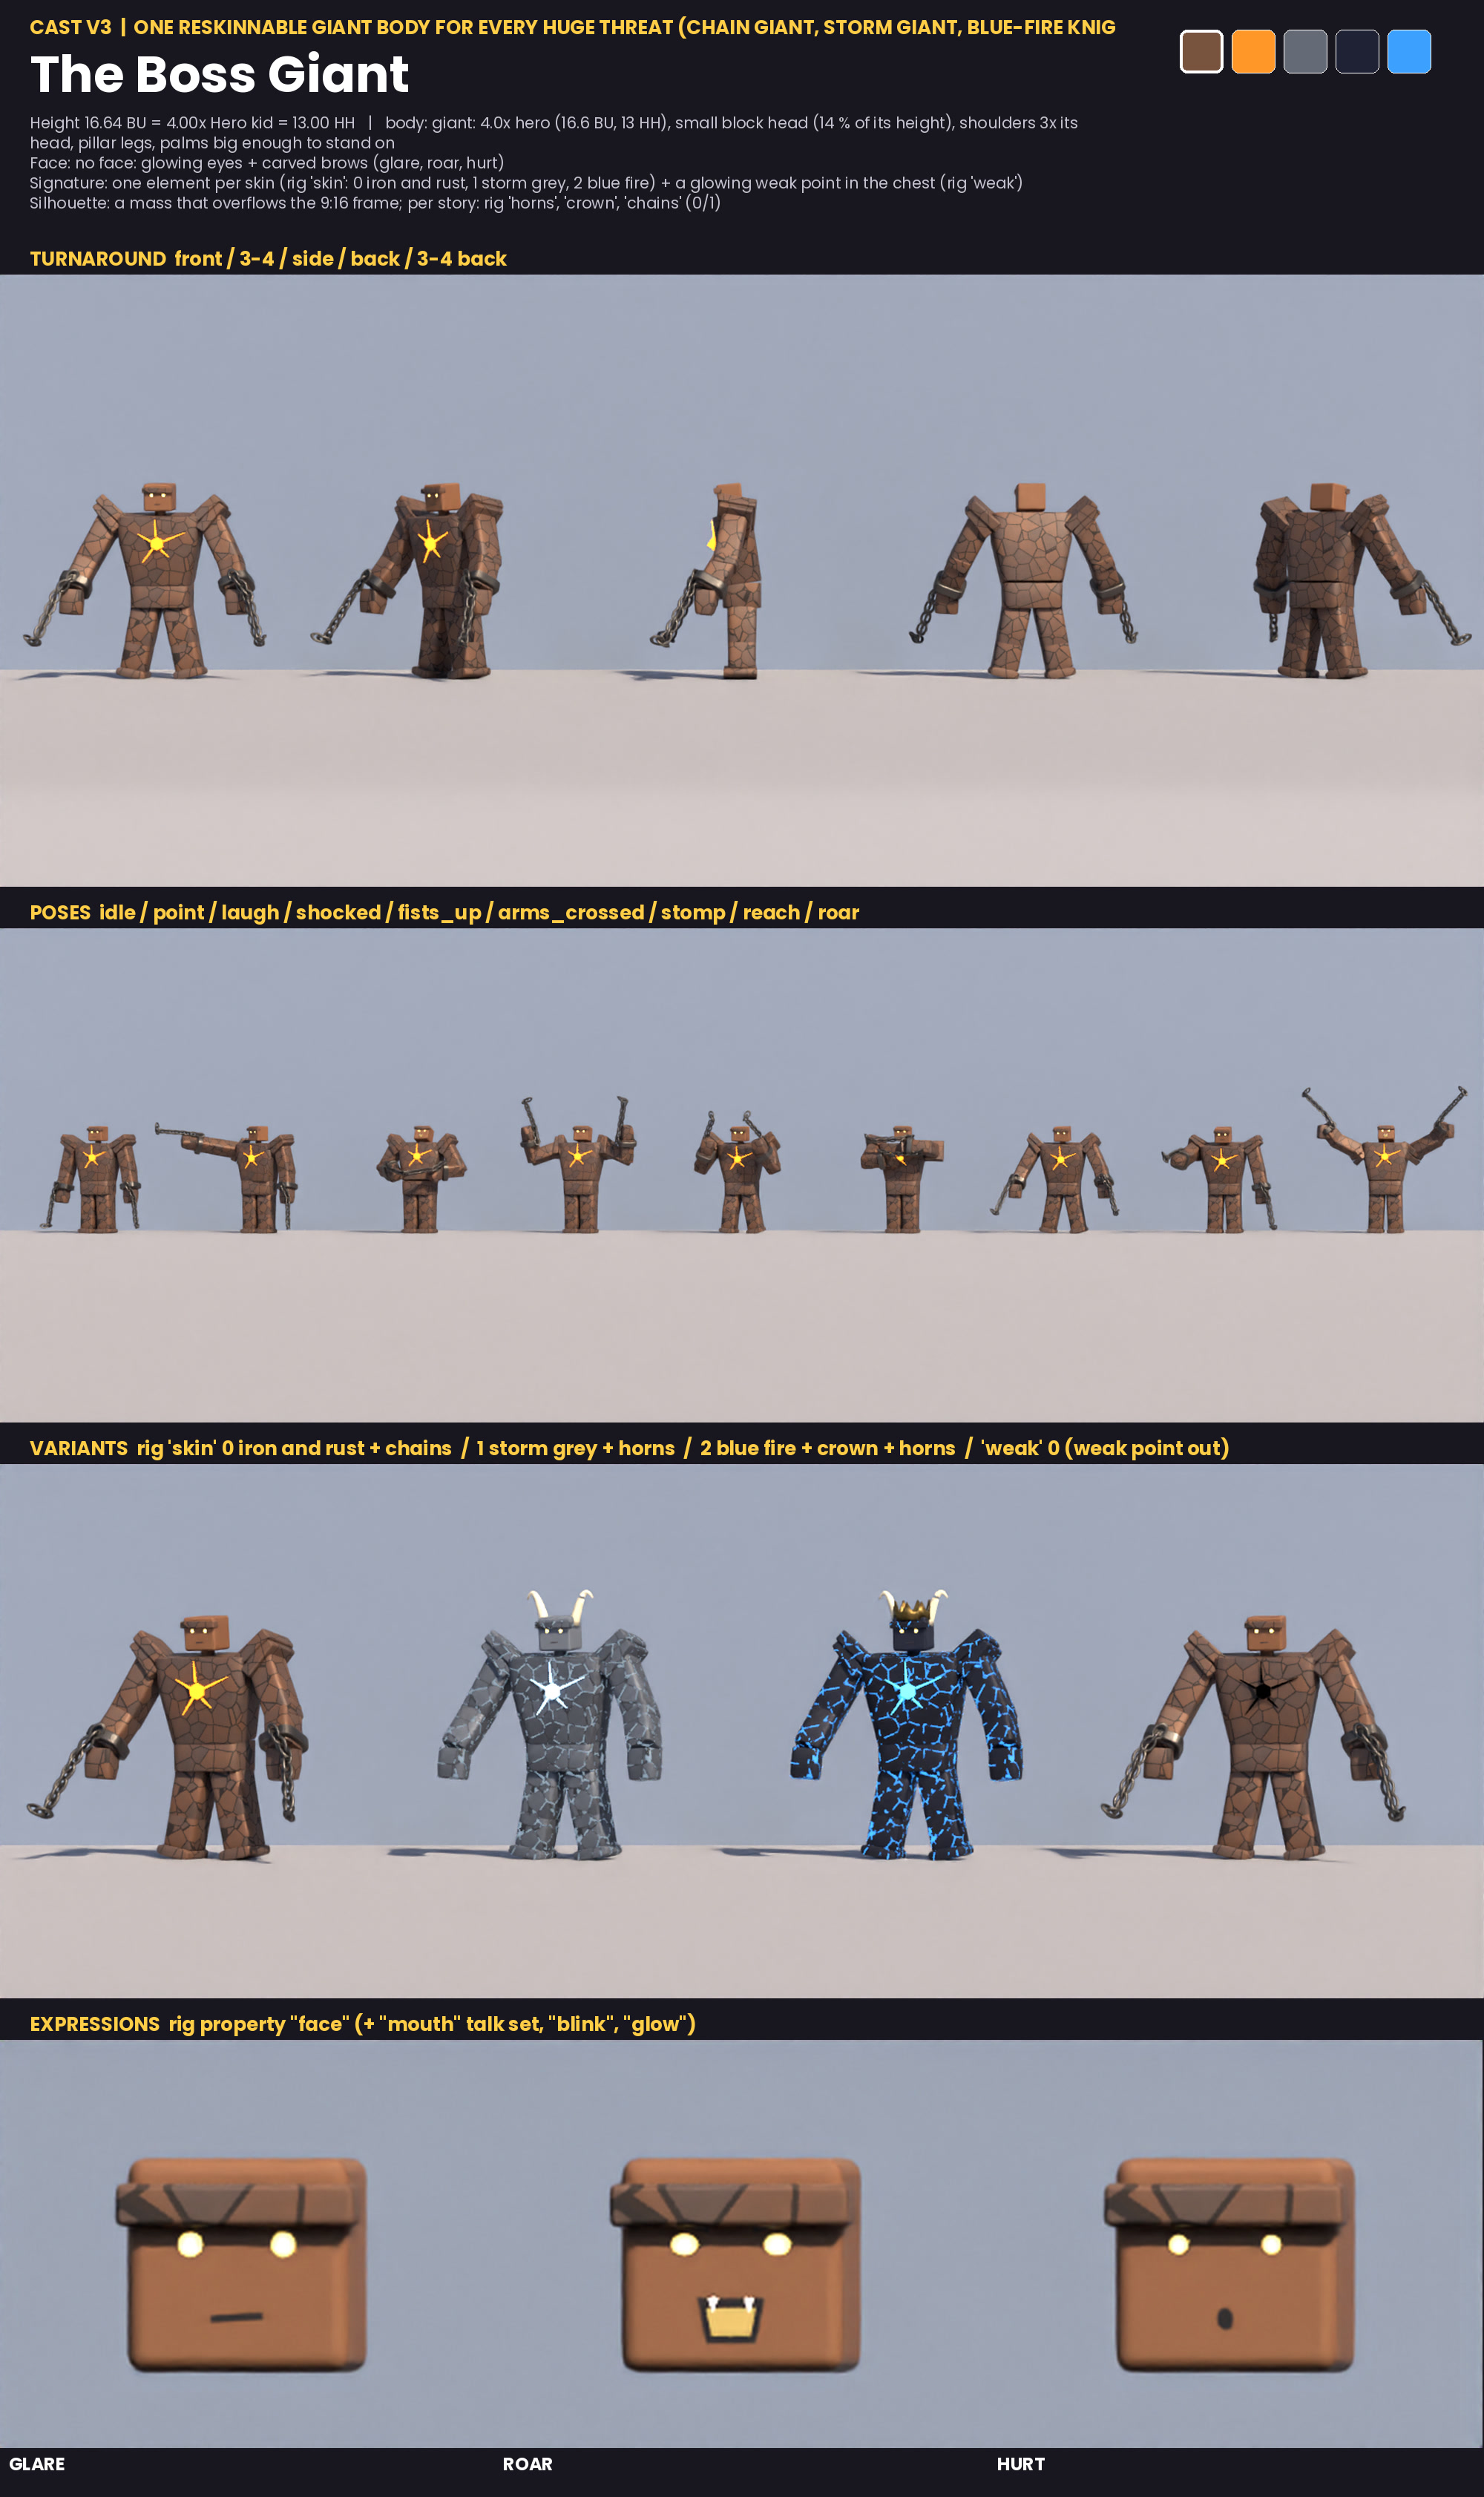 CAST V3 | ONE RESKINNABLE GIANT BODY FOR EVERY HUGE THREAT (CHAIN GIANT, STORM GIANT, BLUE-FIRE KNIG
The Boss Giant
Height 16.64 BU = 4.00x Hero kid = 13.00 HH | body: giant: 4.0x hero (16.6 BU, 13 HH), small block head (14 % of its height), shoulders 3x its
head, pillar legs, palms big enough to stand on
Face: no face: glowing eyes + carved brows (glare, roar, hurt)
Signature: one element per skin (rig 'skin': 0 iron and rust, 1 storm grey, 2 blue fire) + a glowing weak point in the chest (rig 'weak')
Silhouette: a mass that overflows the 9:16 frame; per story: rig 'horns', 'crown', 'chains' (0/1)
TURNAROUND front / 3-4 / side / back / 3-4 back
POSES idle / point / laugh / shocked / fists_up / arms_crossed / stomp / reach / roar
VARIANTS rig 'skin' 0 iron and rust + chains / 1 storm grey + horns / 2 blue fire + crown + horns / 'weak' 0 (weak point out)
EXPRESSIONS rig property "face" (+ "mouth" talk set, "blink", "glow")
GLARE
ROAR
HURT